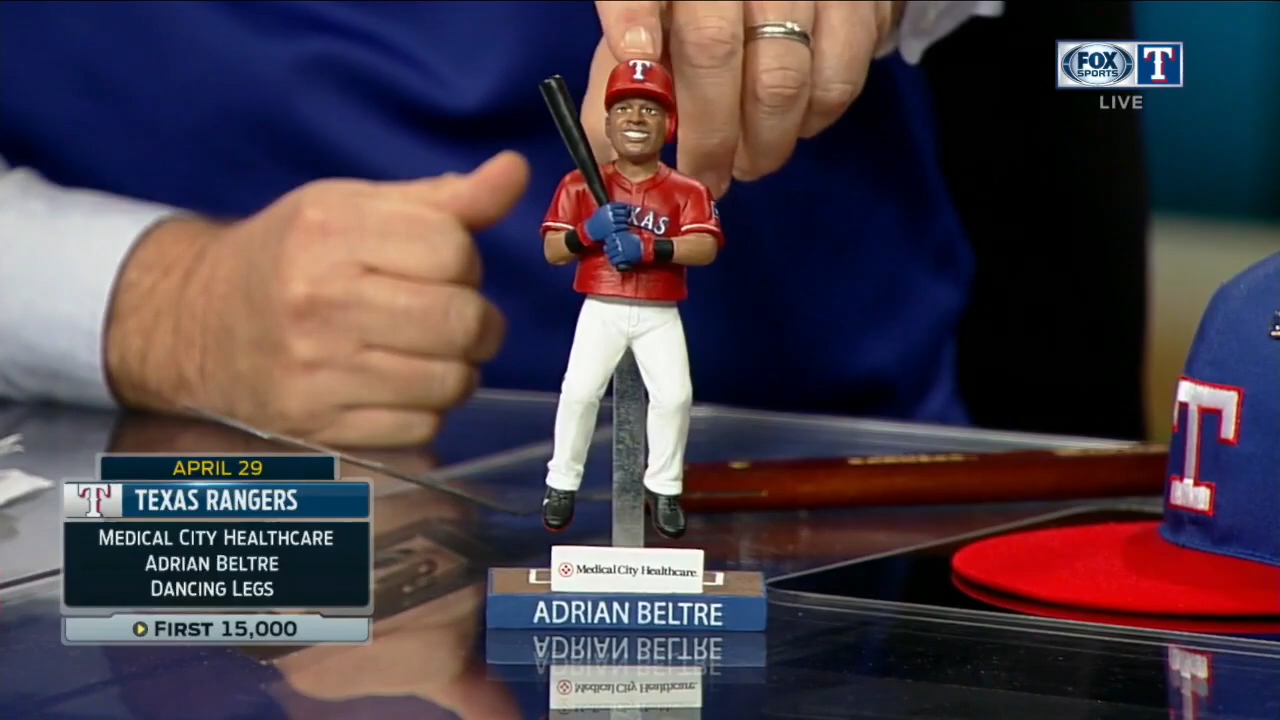 FOX
SPORTS
T
LIVE
T
XAS
T
APRIL 29
T TEXAS RANGERS
MEDICAL CITY HEALTHCARE
ADRIAN BELTRE
DANCING LEGS
FIRST 15,000
Medical City Healthcare
ADRIAN BELTRE
ADRIAN BELTRE
Medical City Healthcare